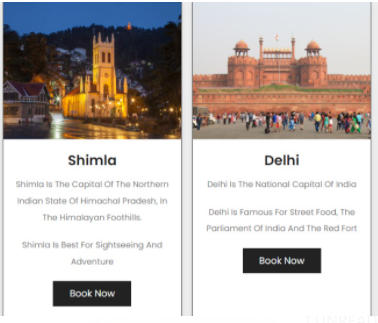 Shimla
Shimla Is The Capital Of The Northern
Indian State Of Himachal Pradesh, In
The Himalayan Foothills.
Shimla Is Best For Sightseeing And
Adventure
Book Now
Delhi
Delhi Is The National Capital Of India
Delhi Is Famous For Street Food, The
Parliament Of India And The Red Fort
Book Now